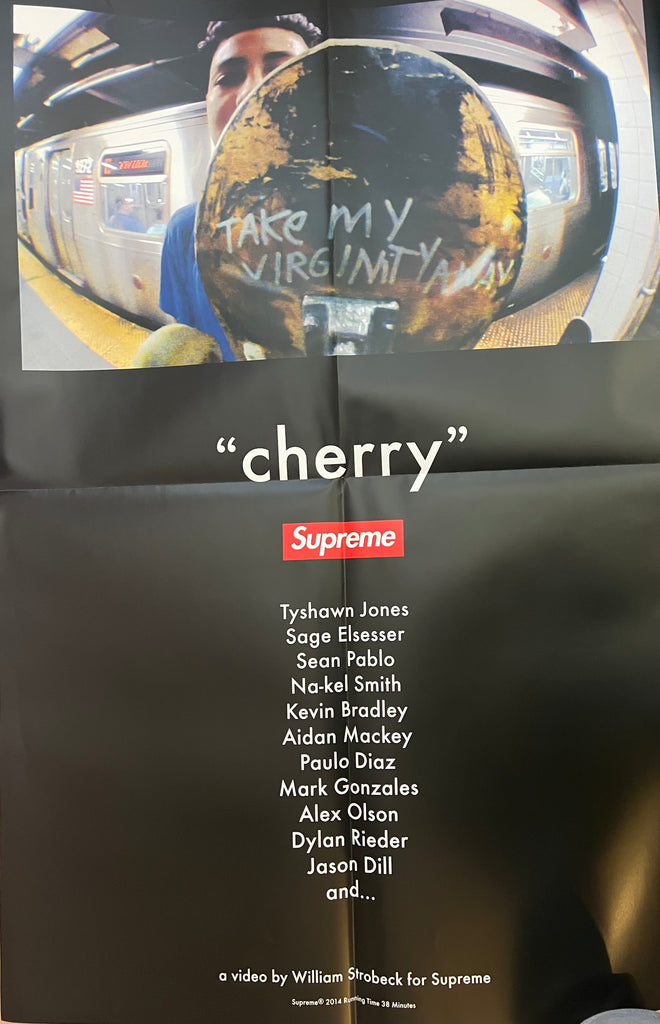 TAKE MY
VIRGINITY AWAY
“cherry”
Supreme
Tyshawn Jones
Sage Elsesser
Sean Pablo
Na-kel Smith
Kevin Bradley
Aidan Mackey
Paulo Diaz
Mark Gonzales
Alex Olson
Dylan Rieder
Jason Dill
and...
a video by William Strobeck for Supreme
Supreme® 2014 Running Time 38 Minutes